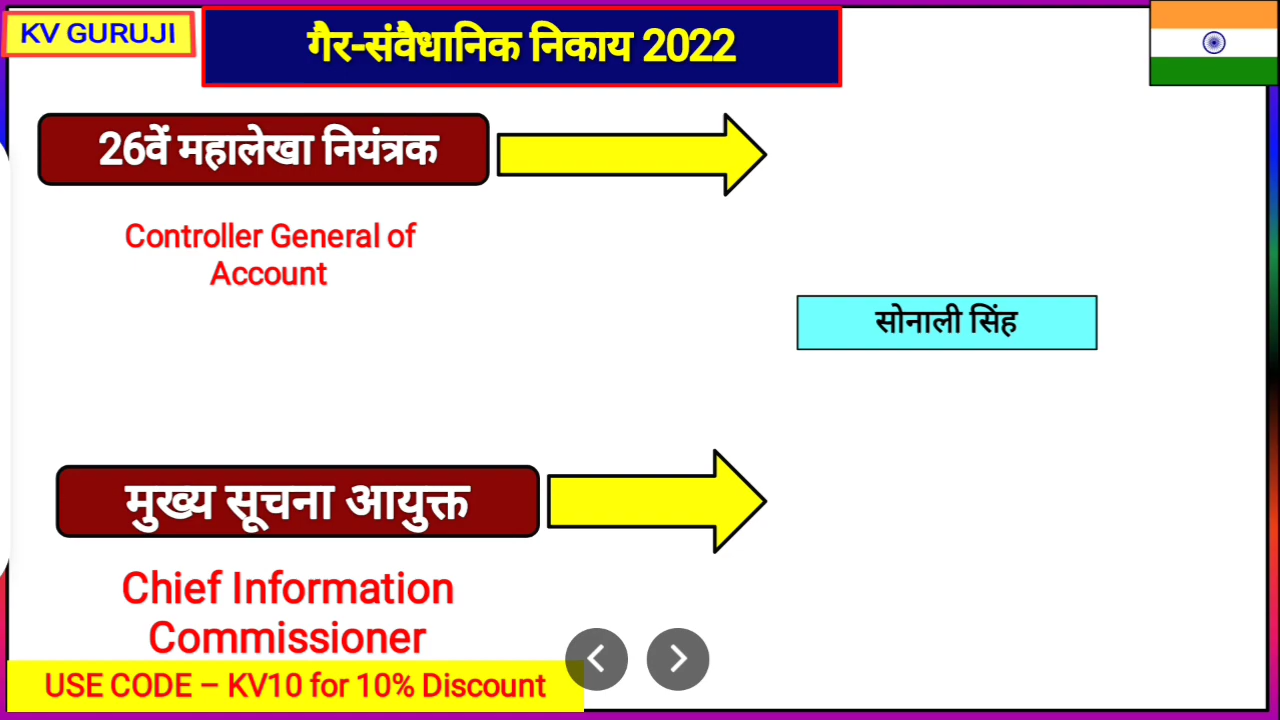 KV GURUJI
गैर-संवैधानिक निकाय 2022
26वें महालेखा नियंत्रक
Controller General of
Account
सोनाली सिंह
मुख्य सूचना आयुक्त
Chief Information
Commissioner
USE CODE – KV10 for 10% Discount